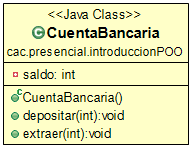 <<Java Class>>
CuentaBancaria
cac.presencial.introduccionPOO
saldo: int
CuentaBancaria()
depositar(int):void
extraer(int):void